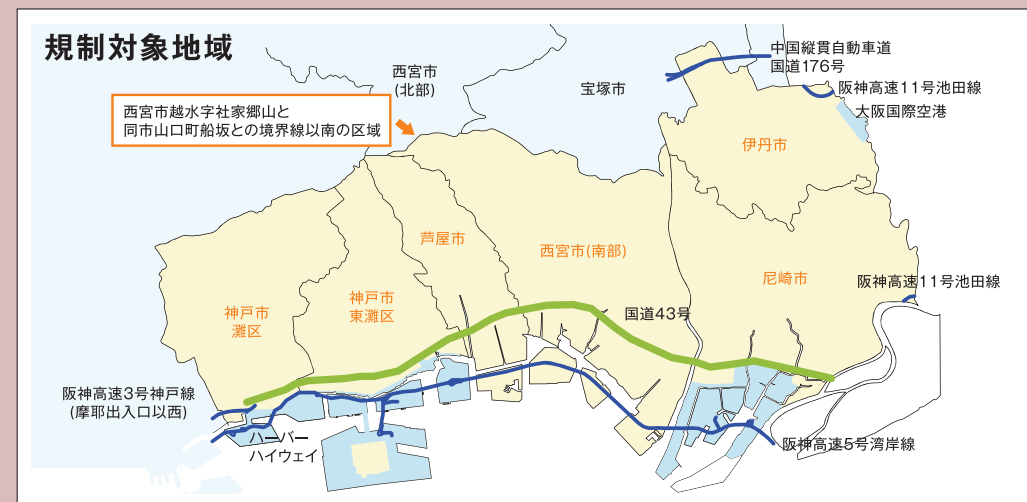 規制対象地域
西宮市
(北部)
宝塚市
中国縦貫自動車道
国道176号
阪神高速11号池田線
大阪国際空港
西宮市越水字社家郷山と
同市山口町船坂との境界線以南の区域
伊丹市
芦屋市
西宮市(南部)
尼崎市
阪神高速11号池田線
神戸市
灘区
神戸市
東灘区
国道43号
阪神高速3号神戸線
(摩耶出入口以西)
ハーバー
ハイウェイ
阪神高速5号湾岸線